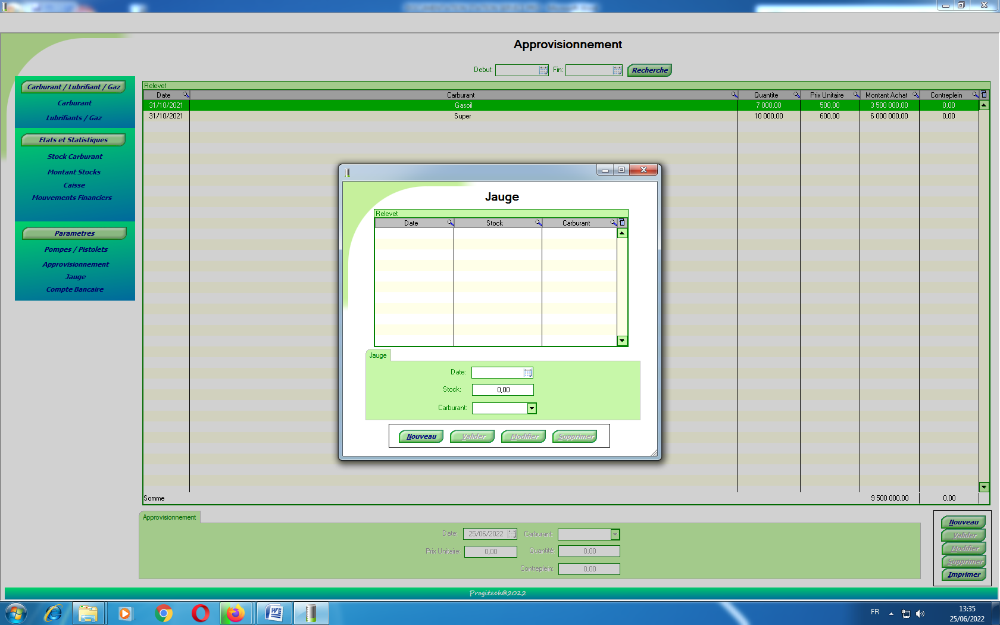 Approvisionnement
Debut:
Fin:
Recherche
Carburant / Lubrifiant / Gaz
Carburant
Lubrifiants / Gaz
Etats et Statistiques
Stock Carburant
Montant Stocks
Caisse
Mouvements Financiers
Parametres
Pompes / Pistolets
Approvisionnement
Jauge
Compte Bancaire
Relevet
Date Carburant Quantite Prix Unitaire Montant Achat Contreplein
31/10/2021 Gasoil 7 000,00 500,00 3 500 000,00 0,00
31/10/2021 Super 10 000,00 600,00 6 000 000,00 0,00
Somme 9 500 000,00 0,00
Jauge
Relevet
Date Stock Carburant
Jauge
Date:
Stock: 0,00
Carburant:
Nouveau Valider Modifier Supprimer
Approvisionnement
Date: 25/06/2022 Carburant:
Prix Unitaire: 0,00 Quantité: 0,00
Contreplein: 0,00
Nouveau
Valider
Modifier
Supprimer
Imprimer
Progitech@2022
FR
13:35
25/06/2022